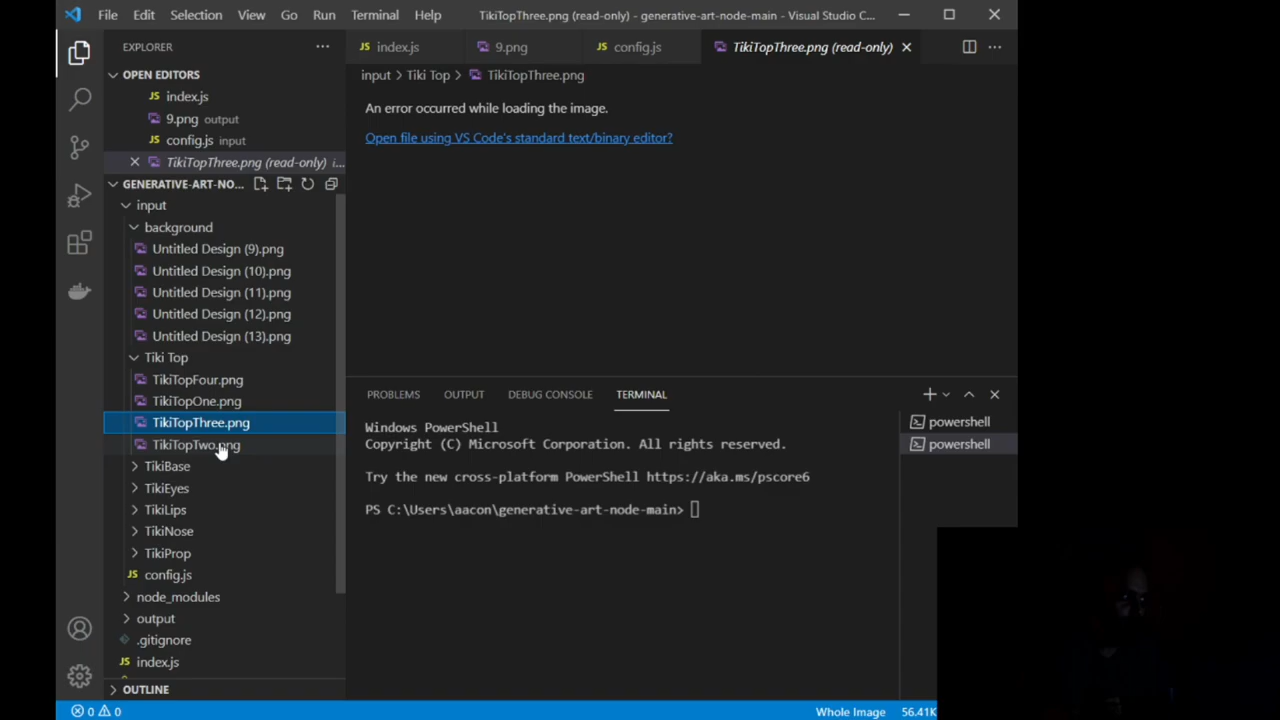 File Edit Selection View Go Run Terminal Help TikiTopThree.png (read-only) - generative-art-node-main - Visual Studio C...
EXPLORER
OPEN EDITORS
JS index.js
9.png output
JS config.js input
TikiTopThree.png (read-only) i...
GENERATIVE-ART-NO...
input
background
Untitled Design (9).png
Untitled Design (10).png
Untitled Design (11).png
Untitled Design (12).png
Untitled Design (13).png
Tiki Top
TikiTopFour.png
TikiTopOne.png
TikiTopThree.png
TikiTopTwo.png
TikiBase
TikiEyes
TikiLips
TikiNose
TikiProp
JS config.js
node_modules
output
.gitignore
JS index.js
OUTLINE
JS index.js 9.png JS config.js TikiTopThree.png (read-only)
input > Tiki Top > TikiTopThree.png
An error occurred while loading the image.
Open file using VS Code's standard text/binary editor?
PROBLEMS OUTPUT DEBUG CONSOLE TERMINAL
Windows PowerShell
Copyright (C) Microsoft Corporation. All rights reserved.
Try the new cross-platform PowerShell https://aka.ms/pscore6
PS C:\Users\aacon\generative-art-node-main>
powershell
powershell
0 0 Whole Image 56.41K